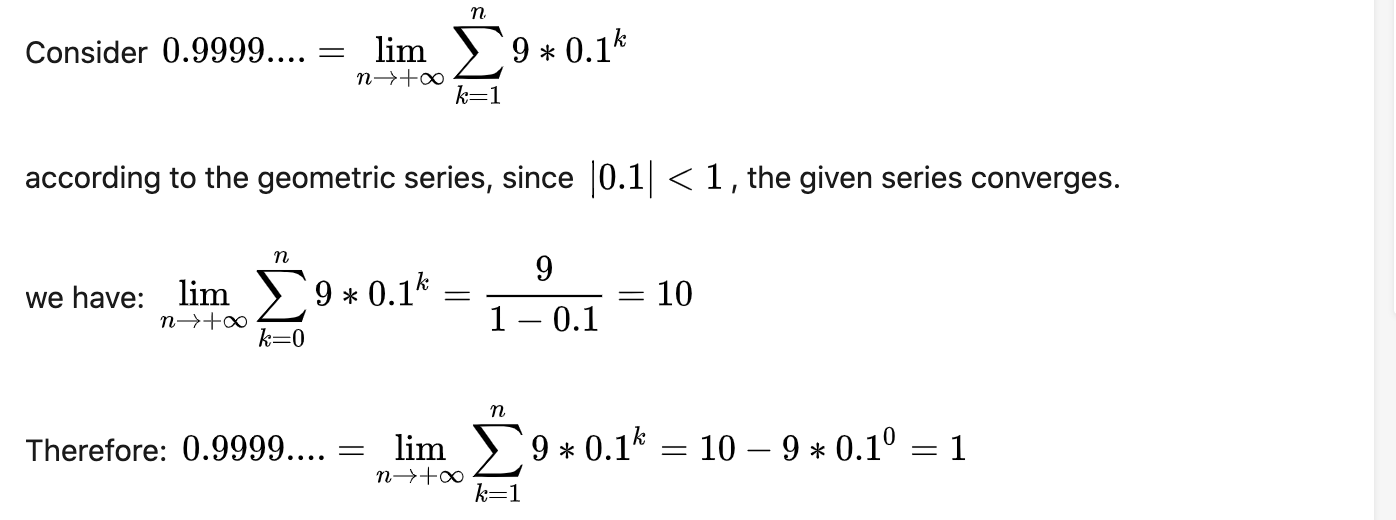 Consider 0.9999.... = lim_{n→+∞} ∑_{k=1}^{n} 9 * 0.1^k
according to the geometric series, since |0.1| < 1, the given series converges.
we have: lim_{n→+∞} ∑_{k=0}^{n} 9 * 0.1^k = \frac{9}{1 − 0.1} = 10
Therefore: 0.9999.... = lim_{n→+∞} ∑_{k=1}^{n} 9 * 0.1^k = 10 − 9 * 0.1^0 = 1